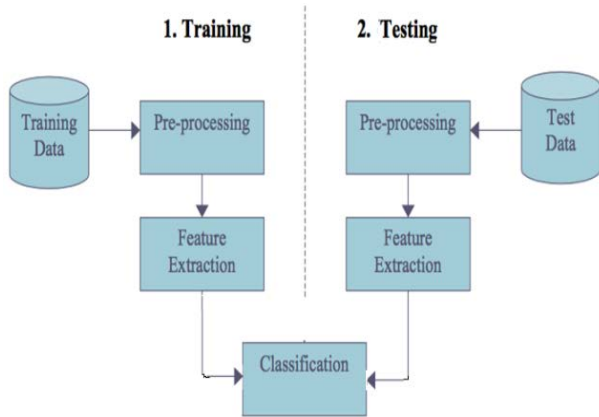 1. Training
2. Testing
Training
Data
Pre-processing
Pre-processing
Test
Data
Feature
Extraction
Feature
Extraction
Classification